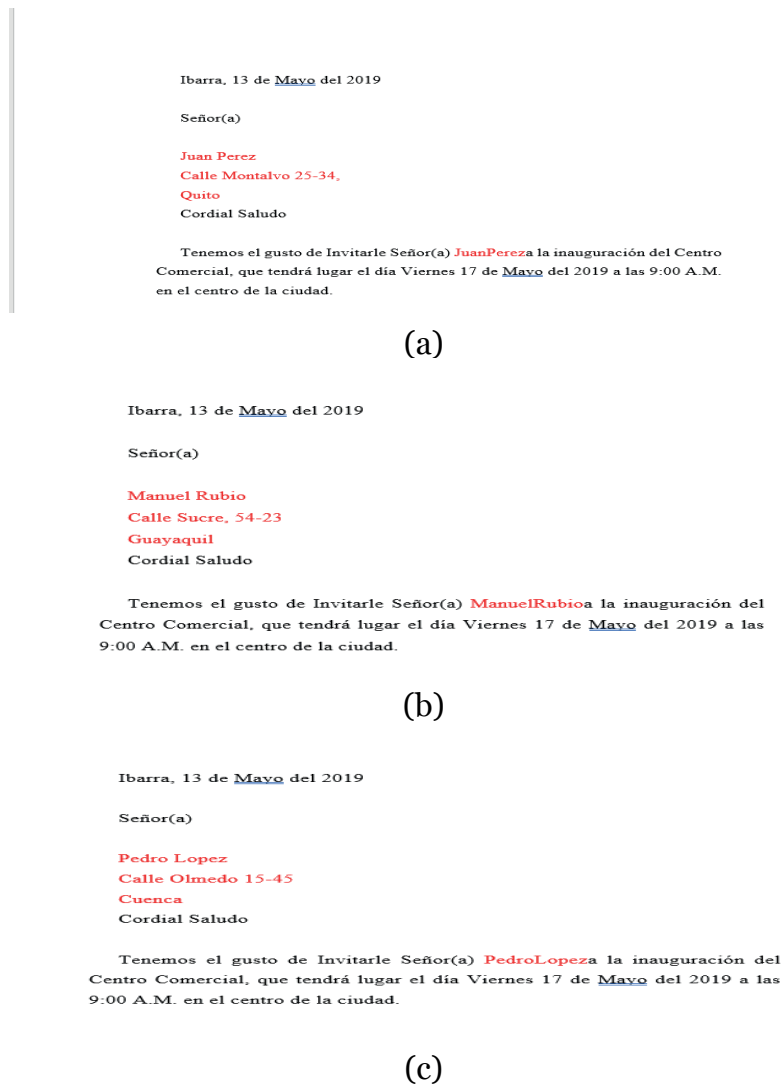 Ibarra, 13 de Mayo del 2019
Señor(a)
Juan Perez
Calle Montalvo 25-34,
Quito
Cordial Saludo
Tenemos el gusto de Invitarle Señor(a) JuanPereza la inauguración del Centro
Comercial, que tendrá lugar el día Viernes 17 de Mayo del 2019 a las 9:00 A.M.
en el centro de la ciudad.
(a)
Ibarra, 13 de Mayo del 2019
Señor(a)
Manuel Rubio
Calle Sucre, 54-23
Guayaquil
Cordial Saludo
Tenemos el gusto de Invitarle Señor(a) ManuelRubioa la inauguración del
Centro Comercial, que tendrá lugar el día Viernes 17 de Mayo del 2019 a las
9:00 A.M. en el centro de la ciudad.
(b)
Ibarra, 13 de Mayo del 2019
Señor(a)
Pedro Lopez
Calle Olmedo 15-45
Cuenca
Cordial Saludo
Tenemos el gusto de Invitarle Señor(a) PedroLopeza la inauguración del
Centro Comercial, que tendrá lugar el día Viernes 17 de Mayo del 2019 a las
9:00 A.M. en el centro de la ciudad.
(c)